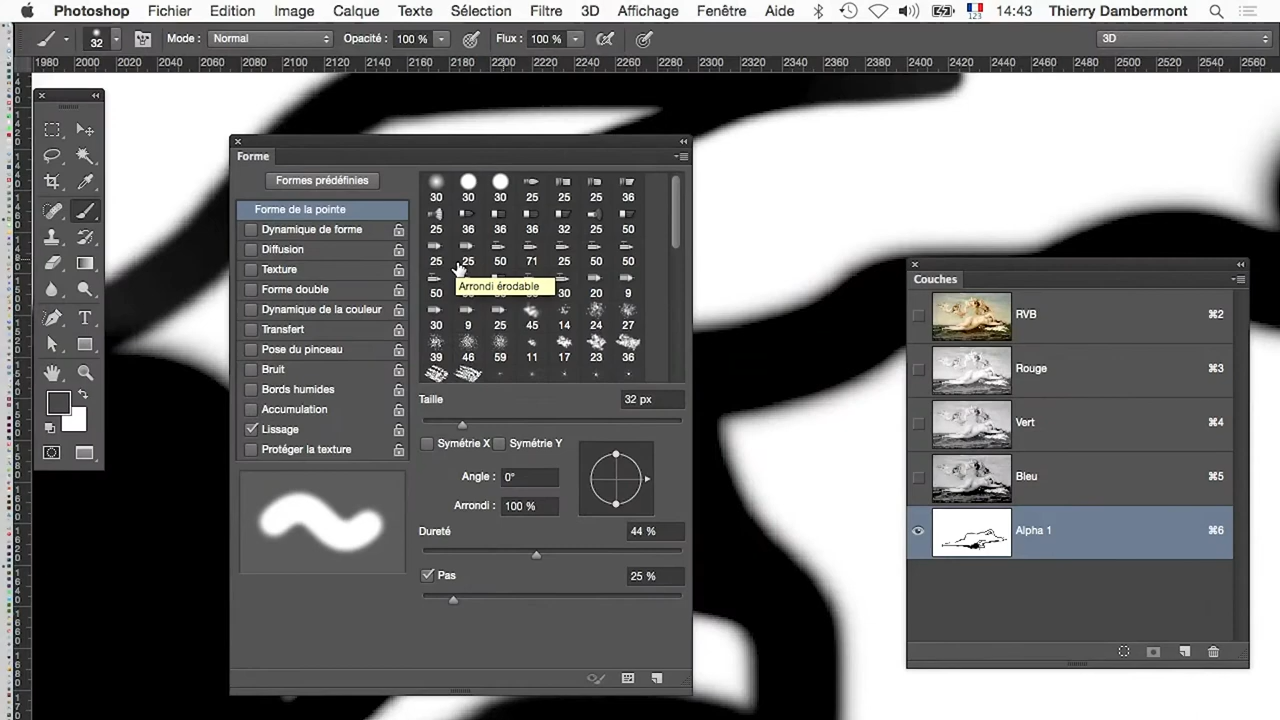 Photoshop Fichier Edition Image Calque Texte Sélection Filtre 3D Affichage Fenêtre Aide 123 14:43 Thierry Dambermont
32 Mode : Normal Opacité : 100 % Flux : 100 % 3D
1980 2000 2020 2040 2060 2080 2100 2120 2140 2160 2180 2200 2220 2240 2260 2280 2300 2320 2340 2360 2380 2400 2420 2440 2460 2480 2500 2520 2540 2560
Forme
Formes prédéfinies
Forme de la pointe
Dynamique de forme
Diffusion
Texture
Forme double
Dynamique de la couleur
Transfert
Pose du pinceau
Bruit
Bords humides
Accumulation
Lissage
Protéger la texture
30 30 30 25 25 25 36
25 36 36 36 32 25 50
25 25 50 71 25 50 50
Arrondi érodable
50 30 20 9
30 9 25 45 14 24 27
39 46 59 11 17 23 36
Taille 32 px
Symétrie X Symétrie Y
Angle : 0°
Arrondi : 100 %
Dureté 44 %
Pas 25 %
Couches
RVB ⌘2
Rouge ⌘3
Vert ⌘4
Bleu ⌘5
Alpha 1 ⌘6